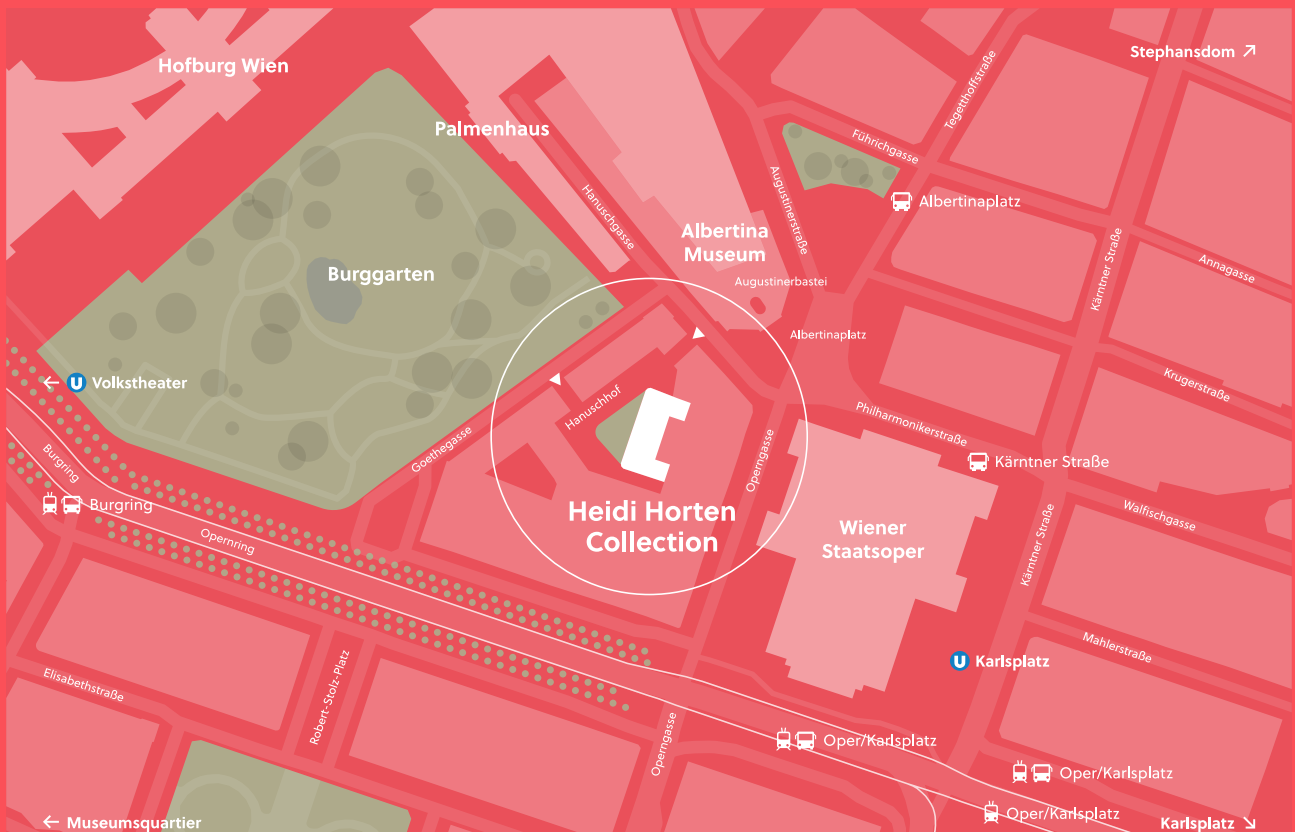 Stephansdom ↗
Hofburg Wien
Tegetthoffstraße
Palmenhaus
Führichgasse
Hanuschgasse
Augustinerstraße
Albertinaplatz
Albertina
Museum
Kärntner Straße
Annagasse
Burggarten
Augustinerbastei
Albertinaplatz
← U Volkstheater
Krugerstraße
Hanuschhof
Philharmonikerstraße
Goethegasse
Operngasse
Burgring
Kärntner Straße
Burgring
Heidi Horten
Collection
Walfischgasse
Wiener
Staatsoper
Opernring
Kärntner Straße
U Karlsplatz
Mahlerstraße
Elisabethstraße
Robert-Stolz-Platz
Operngasse
Oper/Karlsplatz
Oper/Karlsplatz
Oper/Karlsplatz
← Museumsquartier
Karlsplatz ↘